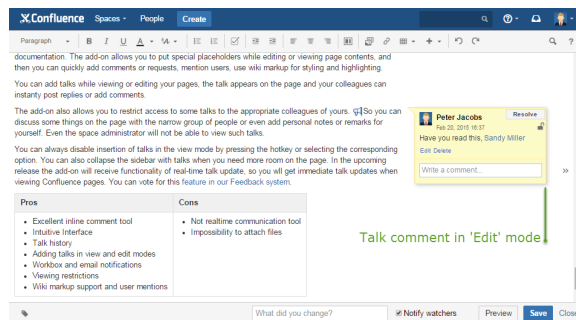 Confluence Spaces People Create
Paragraph B I U A
documentation. The add-on allows you to put special placeholders while editing or viewing page contents, and
then you can quickly add comments or requests, mention users, use wiki markup for styling and highlighting.
You can add talks while viewing or editing your pages, the talk appears on the page and your colleagues can
instanty post replies or add comments.
The add-on also allows you to restrict access to some talks to the appropriate colleagues of yours. So you can
discuss some things on the page with the narrow group of people or even add personal notes or remarks for
yourself. Even the space administrator will not be able to view such talks.
You can always disable insertion of talks in the view mode by pressing the hotkey or selecting the corresponding
option. You can also collapse the sidebar with talks when you need more room on the page. In the upcoming
release the add-on will receive functionality of real-time talk update, so you wll get immediate talk updates when
viewing Confluence pages. You can vote for this feature in our Feedback system.
Peter Jacobs Resolve
Feb 20, 2015 16:37
Have you read this, Sandy Miller
Edit Delete
Write a comment...
Pros Cons
• Excellent inline comment tool
• Intuitive Interface
• Talk history
• Adding talks in view and edit modes
• Workbox and email notifications
• Viewing restrictions
• Wiki markup support and user mentions
• Not realtime communication tool
• Impossibility to attach files
Talk comment in 'Edit' mode
What did you change? Notify watchers Preview Save Close